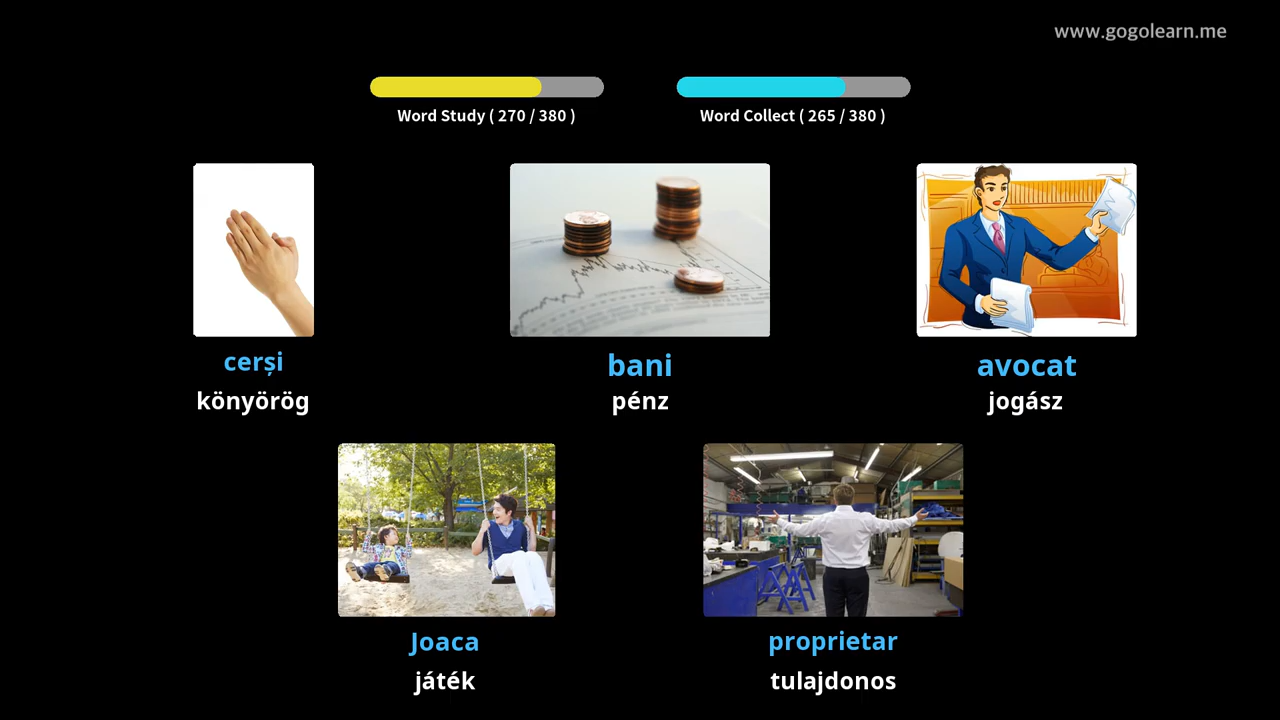 www.gogolearn.me
Word Study ( 270 / 380 )
Word Collect ( 265 / 380 )
cerși
bani
avocat
könyörög
pénz
jogász
Joaca
proprietar
játék
tulajdonos